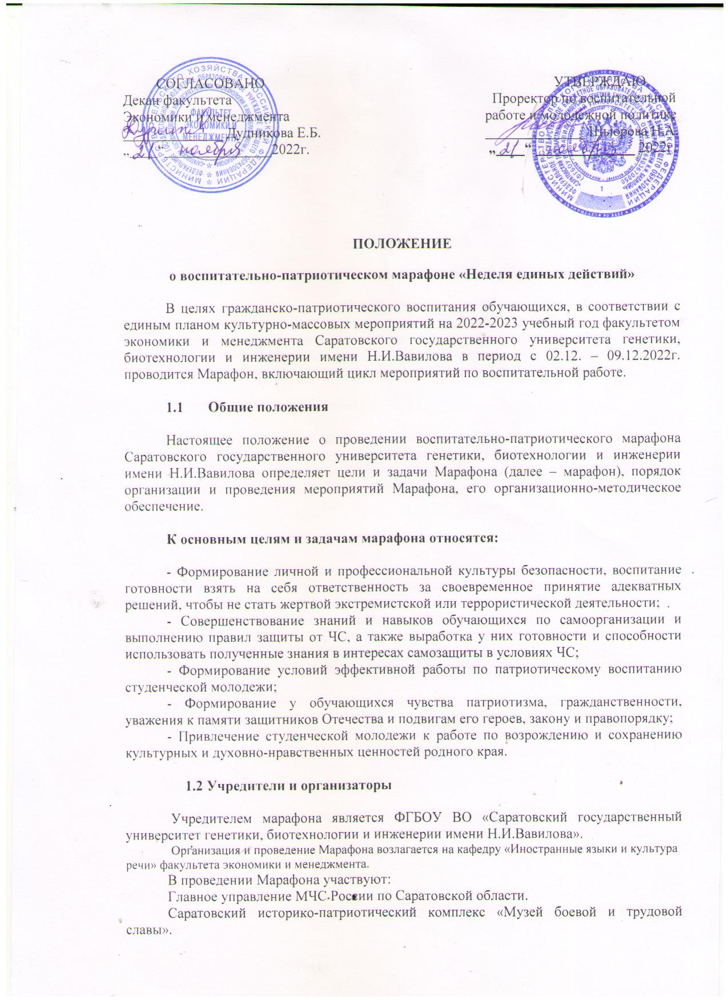 СОГЛАСОВАНО
Декан факультета
Экономики и менеджмента
Дудникова Е.Б.
„ 21 “ ноября 2022г.
УТВЕРЖДАЮ
Проректор по воспитательной
работе и молодежной политике
Щыюрова Н.А.
„ 21 “ ноября 2022г
ФАКУЛЬТЕТ
ЭКОНОМИКИ И
МЕНЕДЖМЕНТА
ПОЛОЖЕНИЕ
о воспитательно-патриотическом марафоне «Неделя единых действий»
В целях гражданско-патриотического воспитания обучающихся, в соответствии с
единым планом культурно-массовых мероприятий на 2022-2023 учебный год факультетом
экономики и менеджмента Саратовского государственного университета генетики,
биотехнологии и инженерии имени Н.И.Вавилова в период с 02.12. – 09.12.2022г.
проводится Марафон, включающий цикл мероприятий по воспитательной работе.
1.1 Общие положения
Настоящее положение о проведении воспитательно-патриотического марафона
Саратовского государственного университета генетики, биотехнологии и инженерии
имени Н.И.Вавилова определяет цели и задачи Марафона (далее – марафон), порядок
организации и проведения мероприятий Марафона, его организационно-методическое
обеспечение.
К основным целям и задачам марафона относятся:
- Формирование личной и профессиональной культуры безопасности, воспитание
готовности взять на себя ответственность за своевременное принятие адекватных
решений, чтобы не стать жертвой экстремистской или террористической деятельности;
- Совершенствование знаний и навыков обучающихся по самоорганизации и
выполнению правил защиты от ЧС, а также выработка у них готовности и способности
использовать полученные знания в интересах самозащиты в условиях ЧС;
- Формирование условий эффективной работы по патриотическому воспитанию
студенческой молодежи;
- Формирование у обучающихся чувства патриотизма, гражданственности,
уважения к памяти защитников Отечества и подвигам его героев, закону и правопорядку;
- Привлечение студенческой молодежи к работе по возрождению и сохранению
культурных и духовно-нравственных ценностей родного края.
1.2 Учредители и организаторы
Учредителем марафона является ФГБОУ ВО «Саратовский государственный
университет генетики, биотехнологии и инженерии имени Н.И.Вавилова».
Организация и проведение Марафона возлагается на кафедру «Иностранные языки и культура
речи» факультета экономики и менеджмента.
В проведении Марафона участвуют:
Главное управление МЧС России по Саратовской области.
Саратовский историко-патриотический комплекс «Музей боевой и трудовой
славы».